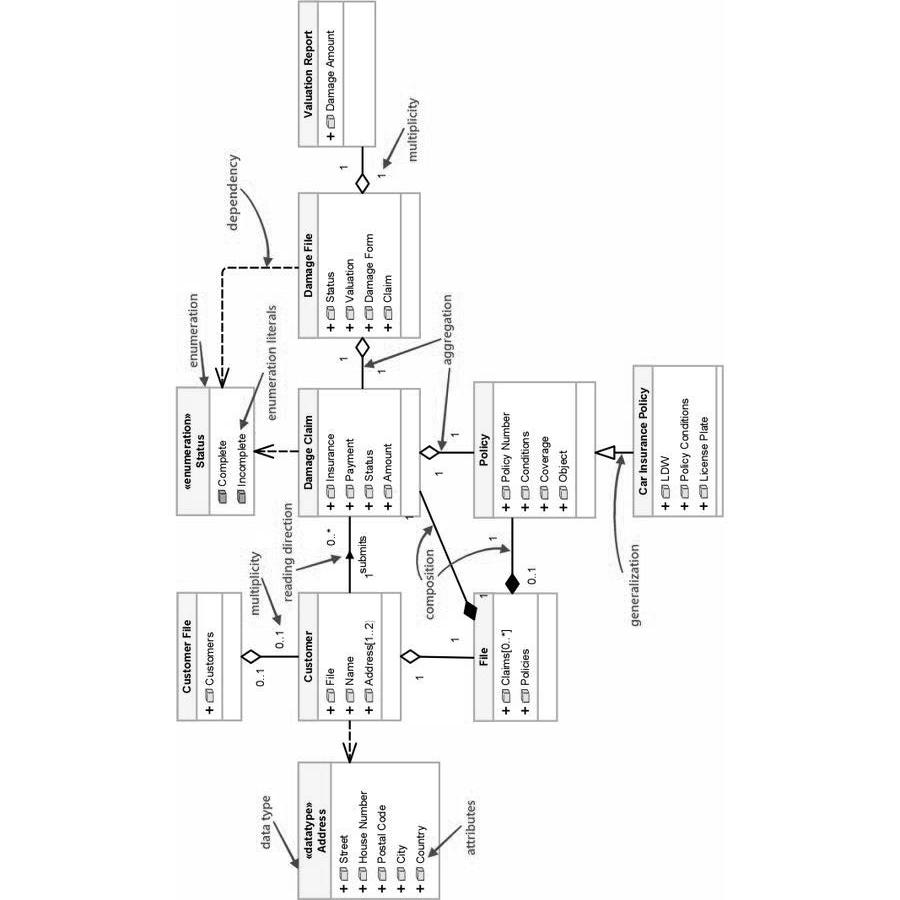 data type
«datatype»
Address
+ Street
+ House Number
+ Postal Code
+ City
+ Country
attributes
Customer File
+ Customers
0..1
0..1
multiplicity
Customer
+ File
+ Name
+ Address[1..2]
1
1
reading direction
1
submits
0..*
File
+ Claims[0..*]
+ Policies
composition
1
1
1
0..1
enumeration
«enumeration»
Status
Complete
Incomplete
enumeration literals
Damage Claim
+ Insurance
+ Payment
+ Status
+ Amount
1
1
Policy
+ Policy Number
+ Conditions
+ Coverage
+ Object
generalization
Car Insurance Policy
+ LDW
+ Policy Conditions
+ License Plate
aggregation
1
1
dependency
Damage File
+ Status
+ Valuation
+ Damage Form
+ Claim
1
1
multiplicity
Valuation Report
+ Damage Amount